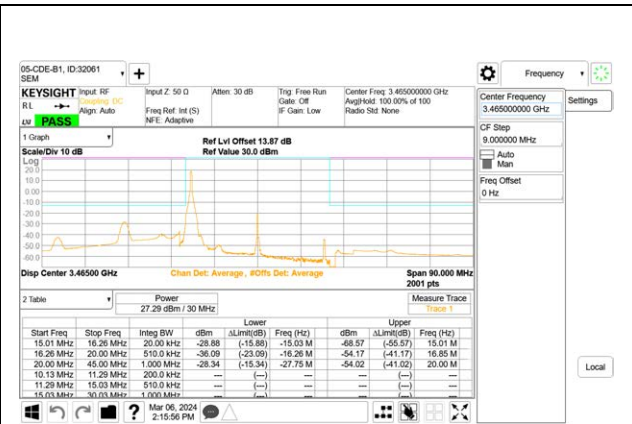 05-CDE-B1, ID:32061
SEM
Frequency
KEYSIGHT
RL
PASS
Input: RF
Coupling: DC
Align: Auto
Input Z: 50 Ω
Freq Ref: Int (S)
NFE: Adaptive
Atten: 30 dB
Trig: Free Run
Gate: Off
IF Gain: Low
Center Freq: 3.465000000 GHz
Avg|Hold: 100.00% of 100
Radio Std: None
Center Frequency
3.465000000 GHz
Settings
CF Step
9.000000 MHz
Auto
Man
Freq Offset
0 Hz
Local
1 Graph
Scale/Div 10 dB
Ref Lvl Offset 13.87 dB
Ref Value 30.0 dBm
Log
20.0
10.0
0.00
-10.0
-20.0
-30.0
-40.0
-50.0
-60.0
Disp Center 3.46500 GHz
Chan Det: Average , #Offs Det: Average
Span 90.000 MHz
2001 pts
2 Table
Power
27.29 dBm / 30 MHz
Measure Trace
Trace 1
Lower Upper
Start Freq Stop Freq Integ BW dBm ΔLimit(dB) Freq (Hz) dBm ΔLimit(dB) Freq (Hz)
15.01 MHz 16.26 MHz 20.00 kHz -28.88 (-15.88) -15.03 M -68.57 (-55.57) 15.01 M
16.26 MHz 20.00 MHz 510.0 kHz -36.09 (-23.09) -16.26 M -54.17 (-41.17) 16.85 M
20.00 MHz 45.00 MHz 1.000 MHz -28.34 (-15.34) -27.75 M -54.02 (-41.02) 20.00 M
10.13 MHz 11.29 MHz 200.0 kHz --- (---) --- --- (---) ---
11.29 MHz 15.03 MHz 510.0 kHz --- (---) --- --- (---) ---
15.03 MHz 30.03 MHz 1.000 MHz --- (---) --- --- (---) ---
Mar 06, 2024
2:15:56 PM